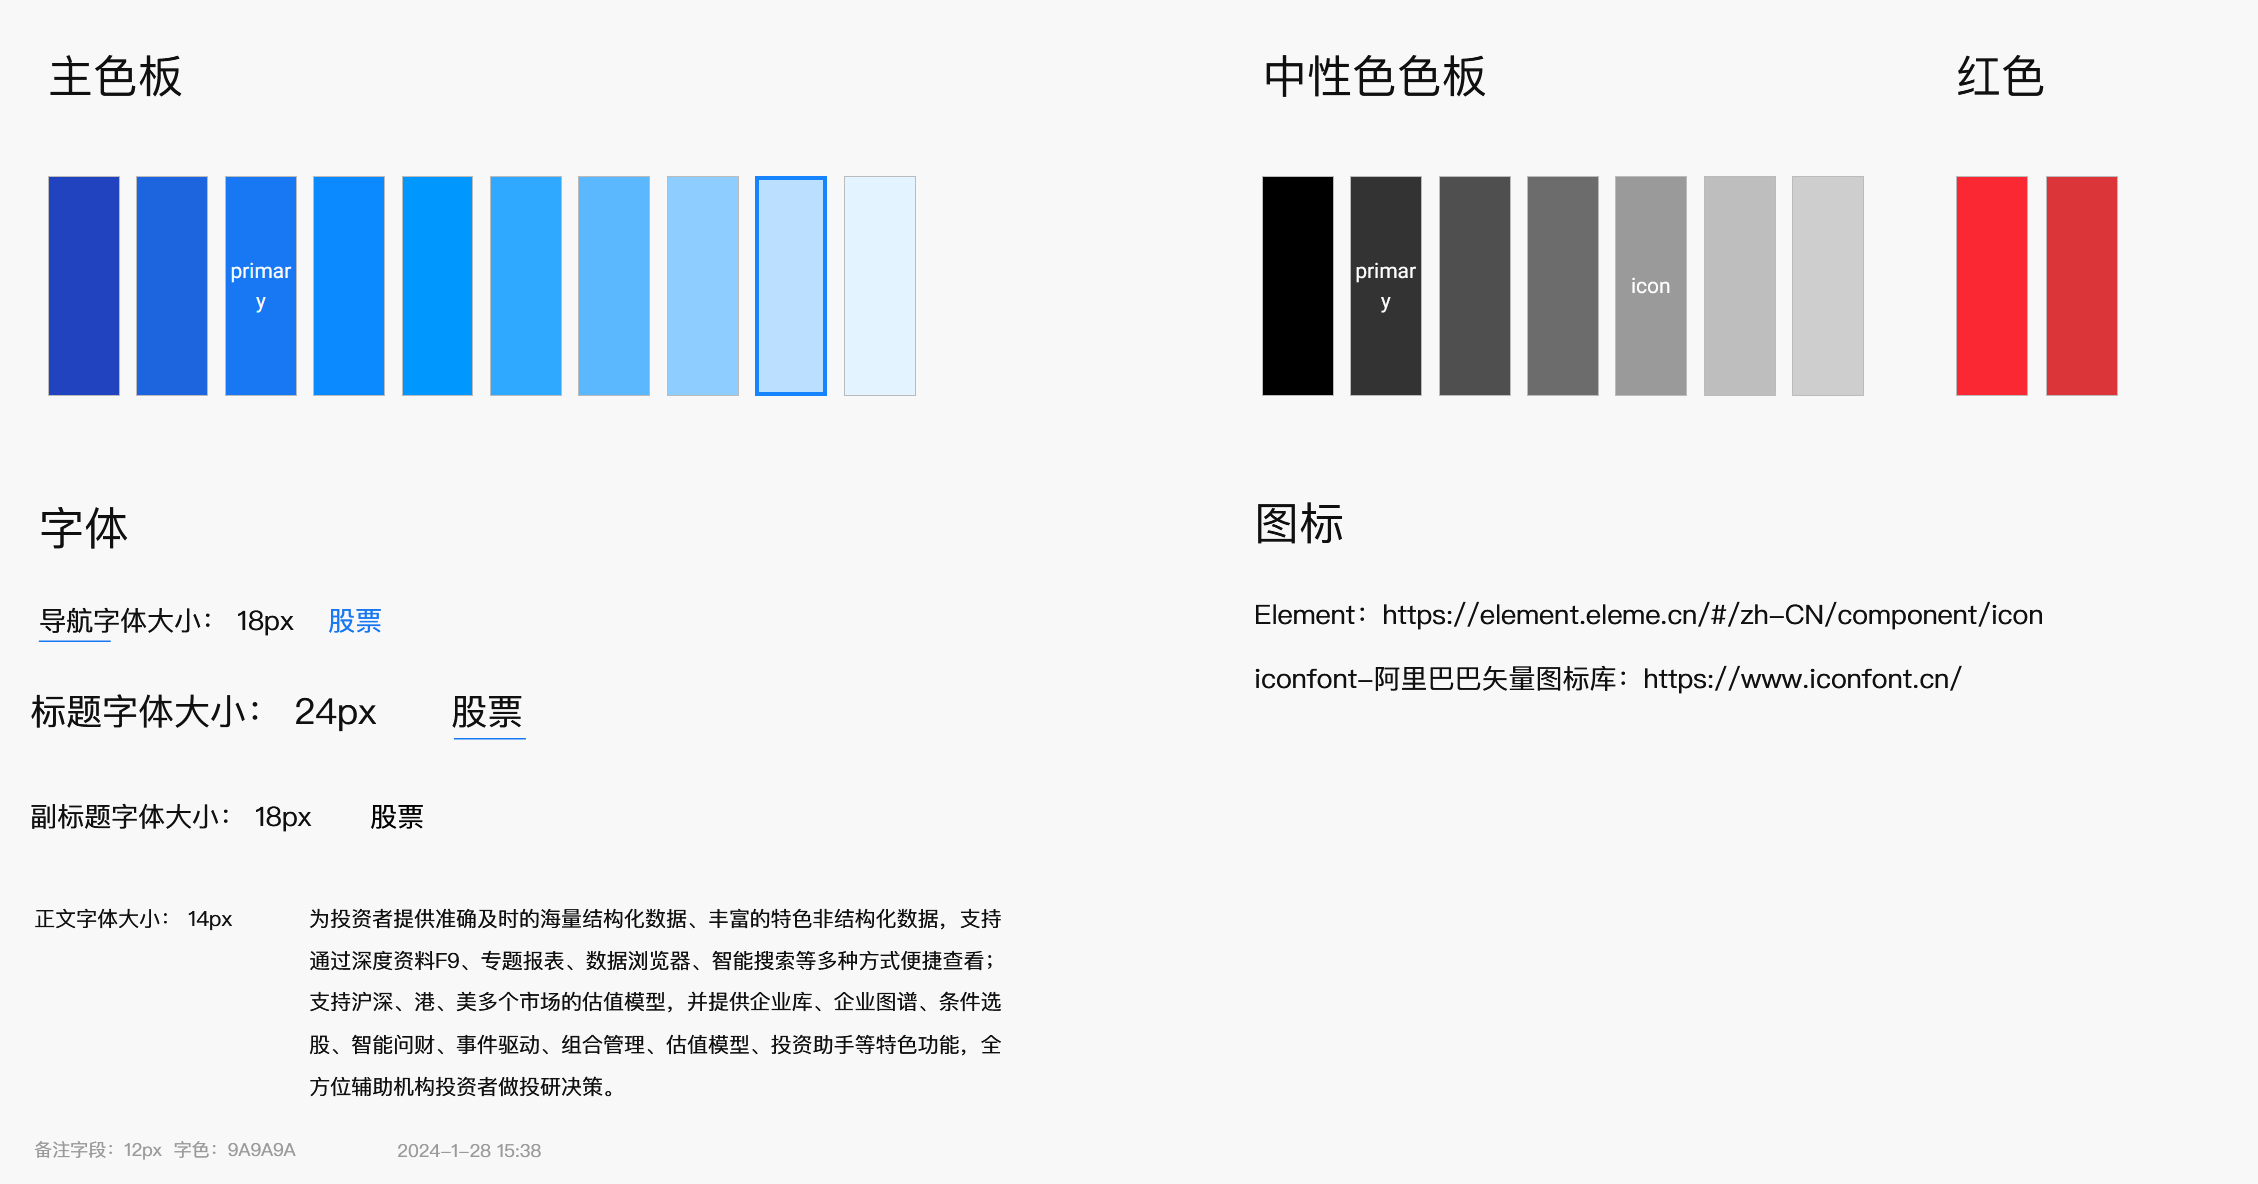 主色板
primar
y
中性色色板
primar
y
icon
红色
字体
导航字体大小： 18px 股票
标题字体大小： 24px 股票
副标题字体大小： 18px 股票
正文字体大小： 14px
为投资者提供准确及时的海量结构化数据、丰富的特色非结构化数据，支持
通过深度资料F9、专题报表、数据浏览器、智能搜索等多种方式便捷查看；
支持沪深、港、美多个市场的估值模型，并提供企业库、企业图谱、条件选
股、智能问财、事件驱动、组合管理、估值模型、投资助手等特色功能，全
方位辅助机构投资者做投研决策。
备注字段：12px 字色：9A9A9A 2024-1-28 15:38
图标
Element：https://element.eleme.cn/#/zh-CN/component/icon
iconfont-阿里巴巴矢量图标库：https://www.iconfont.cn/